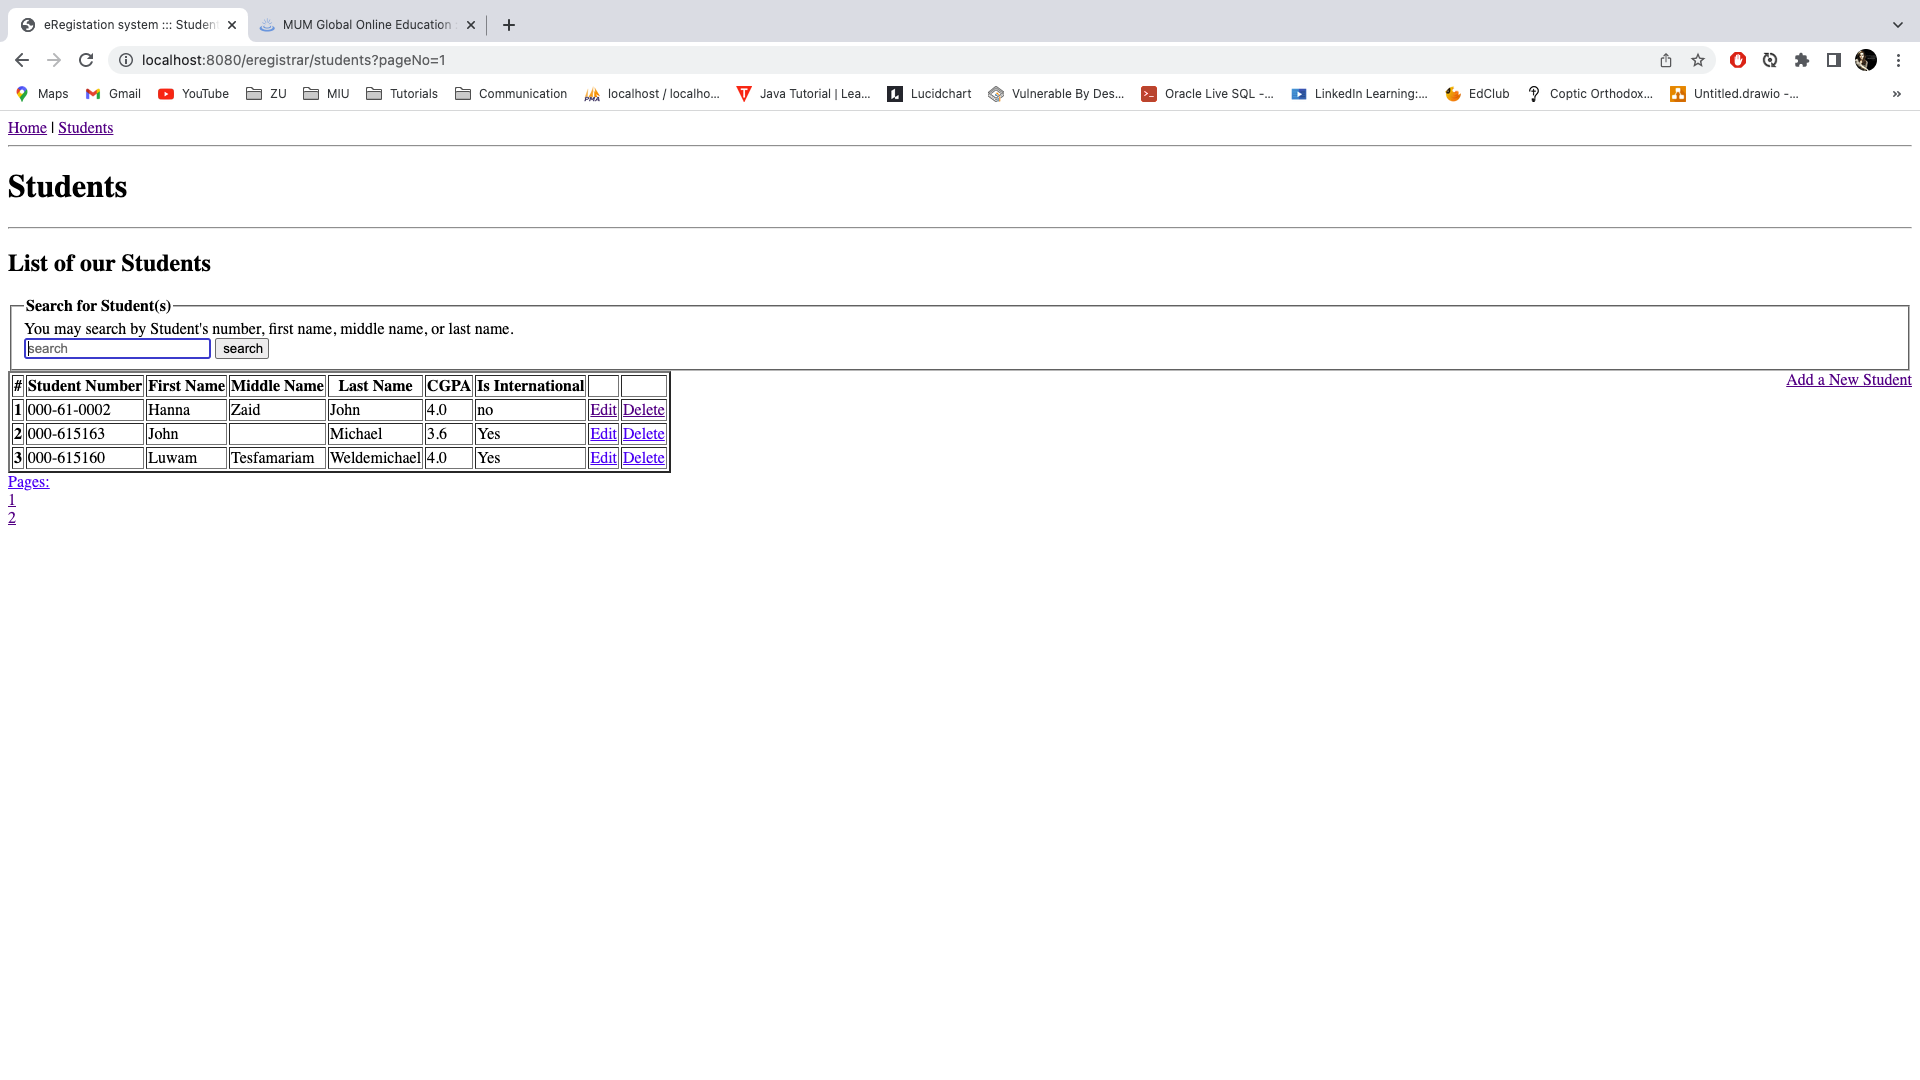 eRegistation system ::: Studen
MUM Global Online Education
localhost:8080/eregistrar/students?pageNo=1
Maps Gmail YouTube ZU MIU Tutorials Communication localhost / localho... Java Tutorial | Lea... Lucidchart Vulnerable By Des... Oracle Live SQL -... LinkedIn Learning:... EdClub Coptic Orthodox... Untitled.drawio -... »
Home | Students
Students
List of our Students
Search for Student(s)
You may search by Student's number, first name, middle name, or last name.
search search
Add a New Student
# Student Number First Name Middle Name Last Name CGPA Is International
1 000-61-0002 Hanna Zaid John 4.0 no Edit Delete
2 000-615163 John Michael 3.6 Yes Edit Delete
3 000-615160 Luwam Tesfamariam Weldemichael 4.0 Yes Edit Delete
Pages:
1
2